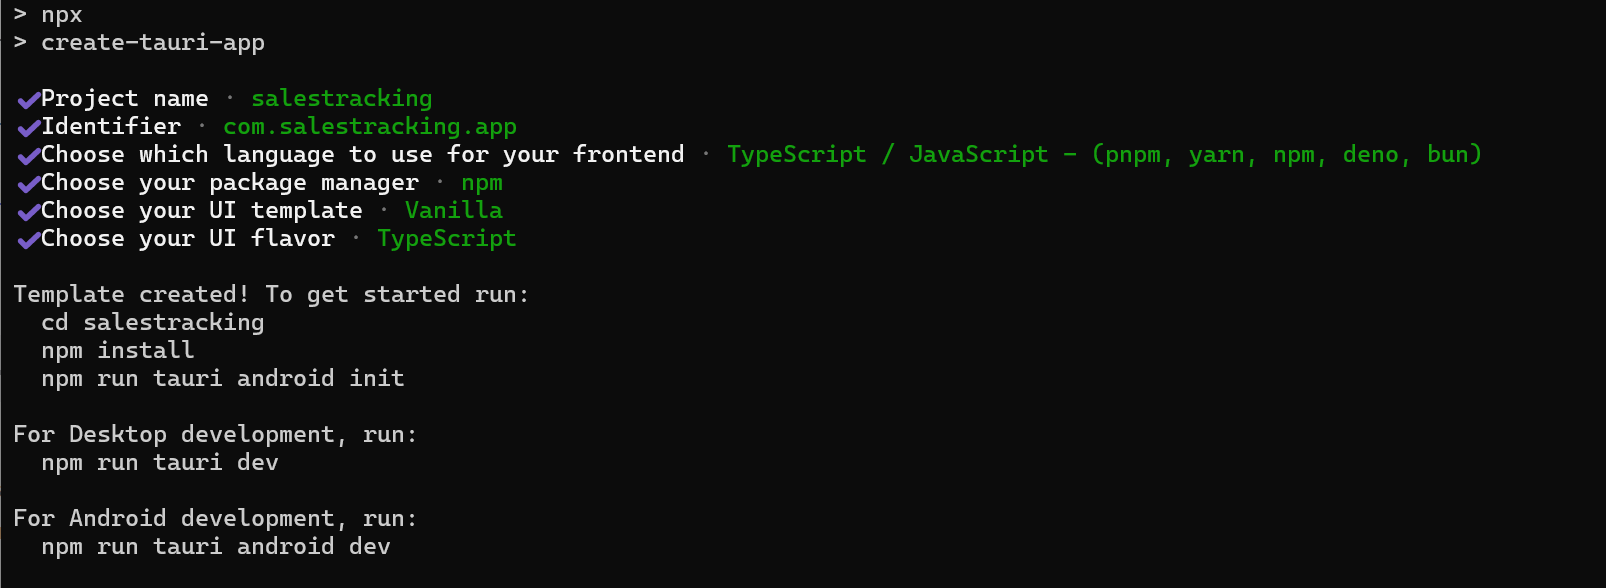 > npx
> create-tauri-app
✔Project name · salestracking
✔Identifier · com.salestracking.app
✔Choose which language to use for your frontend · TypeScript / JavaScript - (pnpm, yarn, npm, deno, bun)
✔Choose your package manager · npm
✔Choose your UI template · Vanilla
✔Choose your UI flavor · TypeScript
Template created! To get started run:
cd salestracking
npm install
npm run tauri android init
For Desktop development, run:
npm run tauri dev
For Android development, run:
npm run tauri android dev